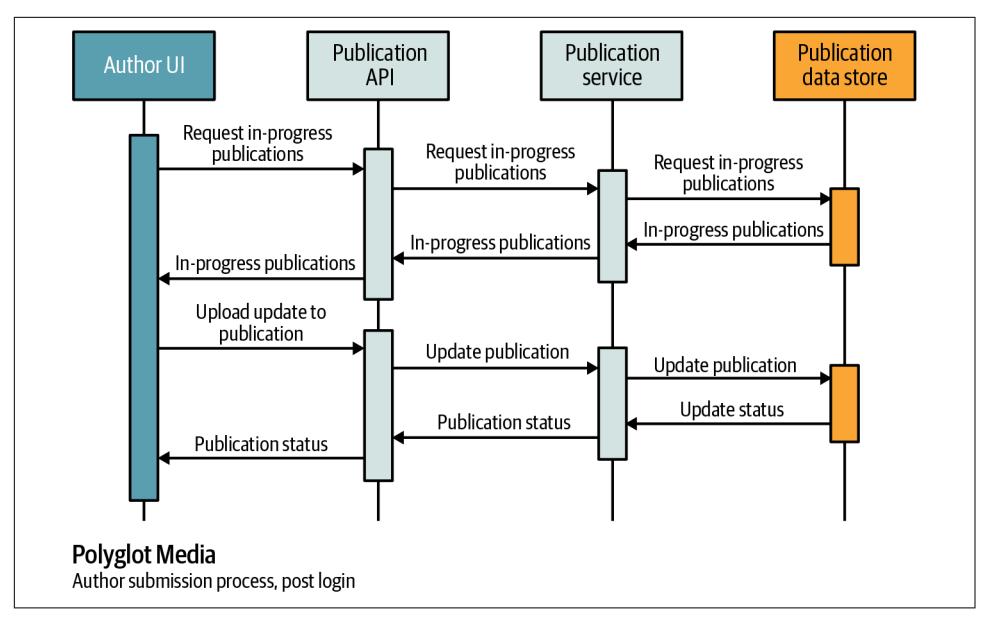 Author UI
Publication
API
Publication
service
Publication
data store
Request in-progress
publications
Request in-progress
publications
Request in-progress
publications
In-progress publications
In-progress publications
In-progress publications
Upload update to
publication
Update publication
Update publication
Update status
Publication status
Publication status
Polyglot Media
Author submission process, post login